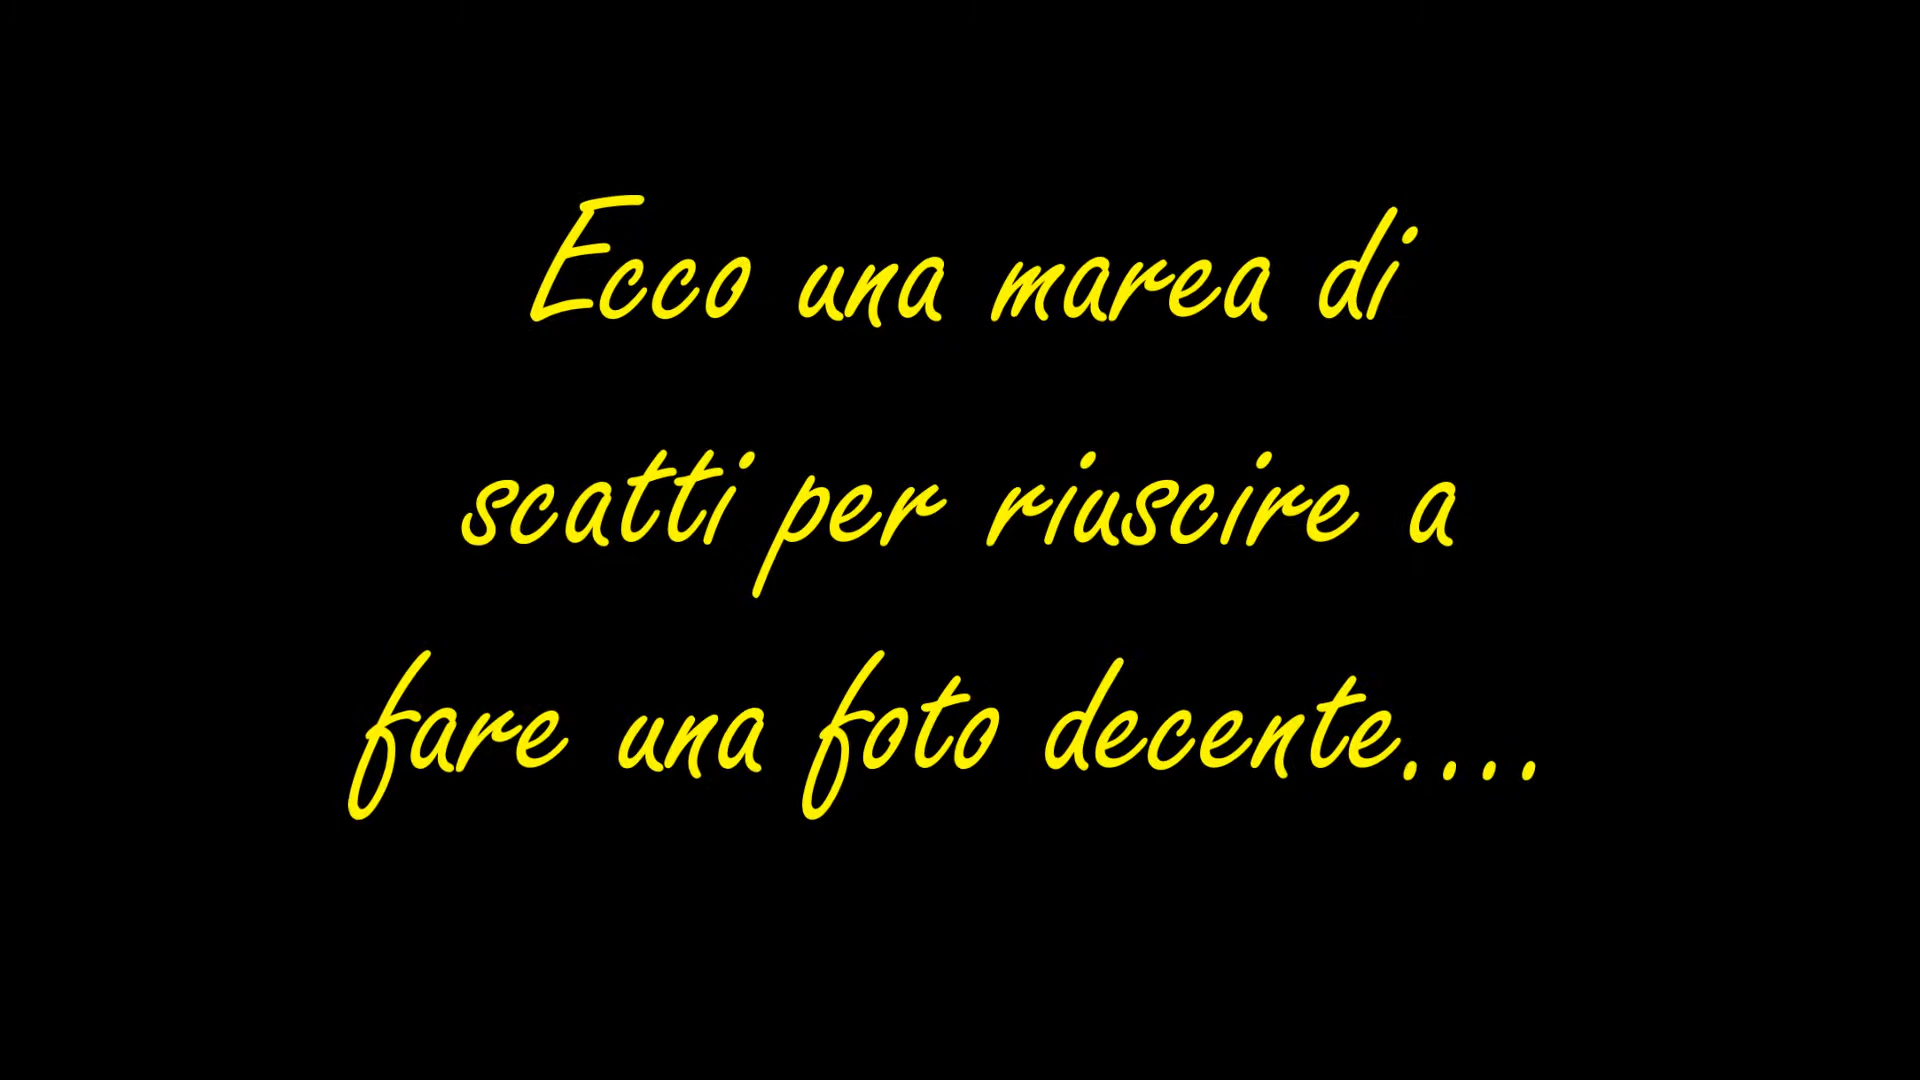 Ecco una marea di
scatti per riuscire a
fare una foto decente....